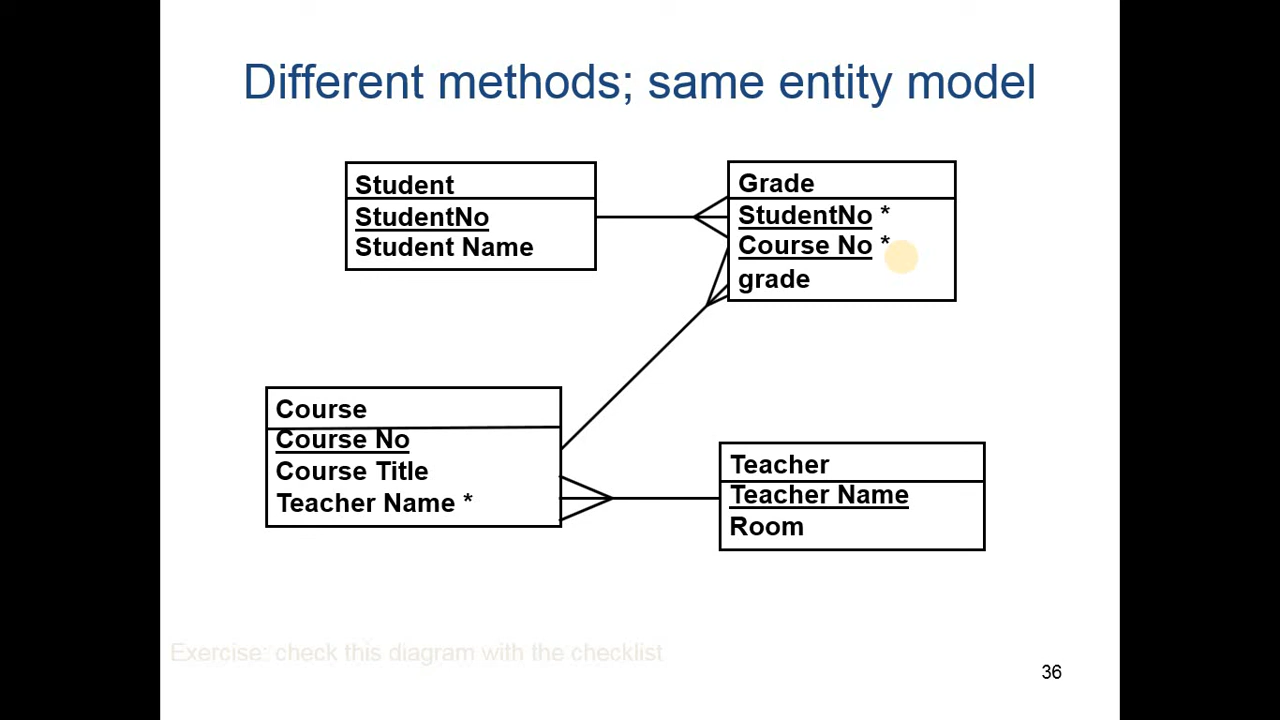 Different methods; same entity model
Student
StudentNo
Student Name
Grade
StudentNo *
Course No *
grade
Course
Course No
Course Title
Teacher Name *
Teacher
Teacher Name
Room
Exercise: check this diagram with the checklist
36